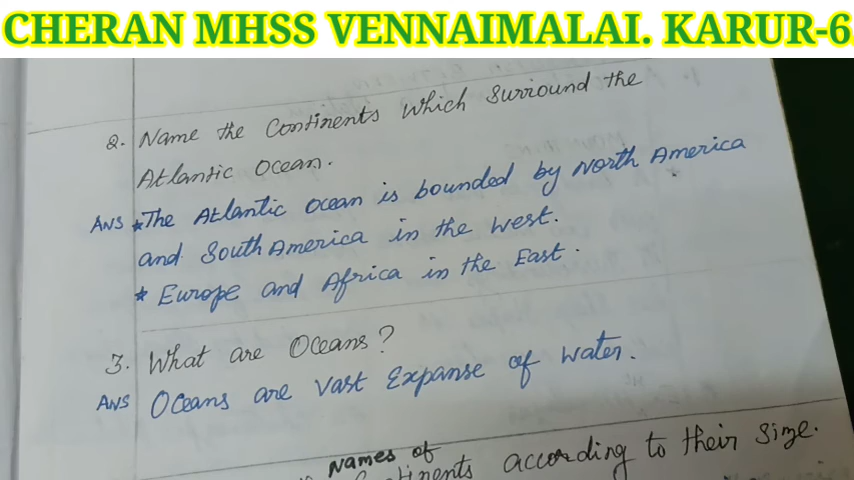 CHERAN MHSS VENNAIMALAI. KARUR-6
2. Name the Continents which Surround the
Atlantic Ocean.
Ans *The Atlantic Ocean is bounded by North America
and South America in the West.
* Europe and Africa in the East.
3. What are Oceans?
Ans Oceans are Vast Expanse of Water.
Names of
Continents according to their Size.